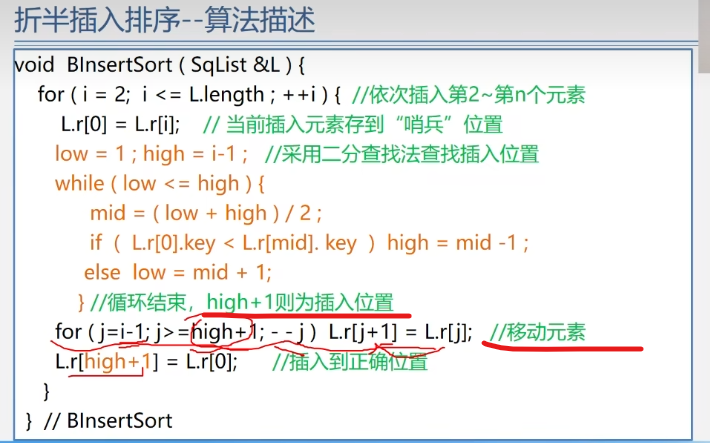 折半插入排序--算法描述
void BInsertSort ( SqList &L ) {
for ( i = 2; i <= L.length ; ++i ) { //依次插入第2~第n个元素
L.r[0] = L.r[i]; // 当前插入元素存到“哨兵”位置
low = 1 ; high = i-1 ; //采用二分查找法查找插入位置
while ( low <= high ) {
mid = ( low + high ) / 2 ;
if ( L.r[0].key < L.r[mid]. key ) high = mid -1 ;
else low = mid + 1;
} //循环结束，high+1则为插入位置
for ( j=i-1; j>=high+1; - - j ) L.r[j+1] = L.r[j]; //移动元素
L.r[high+1] = L.r[0]; //插入到正确位置
}
} // BInsertSort